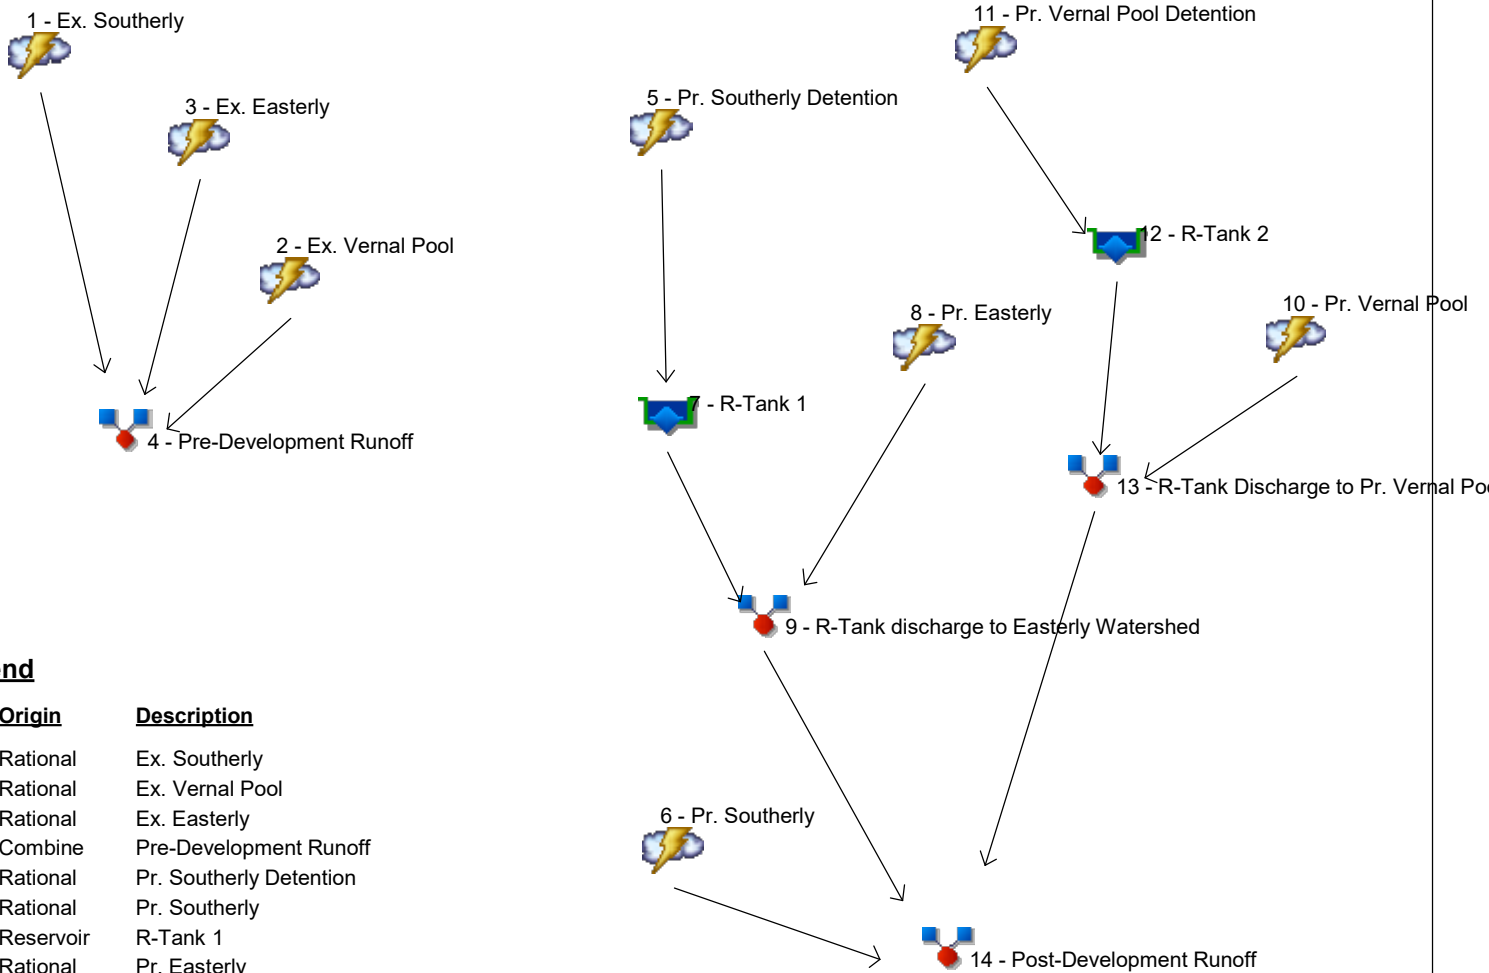 1 - Ex. Southerly
11 - Pr. Vernal Pool Detention
5 - Pr. Southerly Detention
3 - Ex. Easterly
12 - R-Tank 2
2 - Ex. Vernal Pool
10 - Pr. Vernal Pool
8 - Pr. Easterly
7 - R-Tank 1
4 - Pre-Development Runoff
13 - R-Tank Discharge to Pr. Vernal Poo
9 - R-Tank discharge to Easterly Watershed
end
Origin Description
Rational Ex. Southerly
Rational Ex. Vernal Pool
Rational Ex. Easterly
Combine Pre-Development Runoff
Rational Pr. Southerly Detention
Rational Pr. Southerly
Reservoir R-Tank 1
Rational Pr. Easterly
6 - Pr. Southerly
14 - Post-Development Runoff